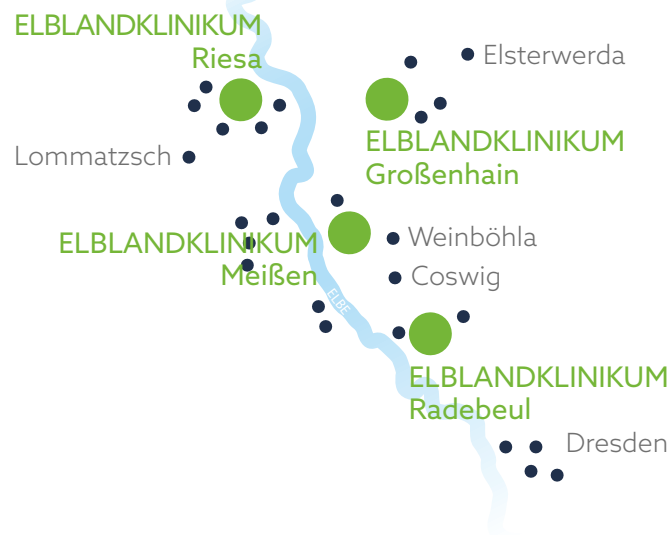 ELBLANDKLINIKUM
Riesa
Elsterwerda
ELBLANDKLINIKUM
Großenhain
Lommatzsch
ELBLANDKLINIKUM
Meißen
Weinböhla
Coswig
ELBE
ELBLANDKLINIKUM
Radebeul
Dresden